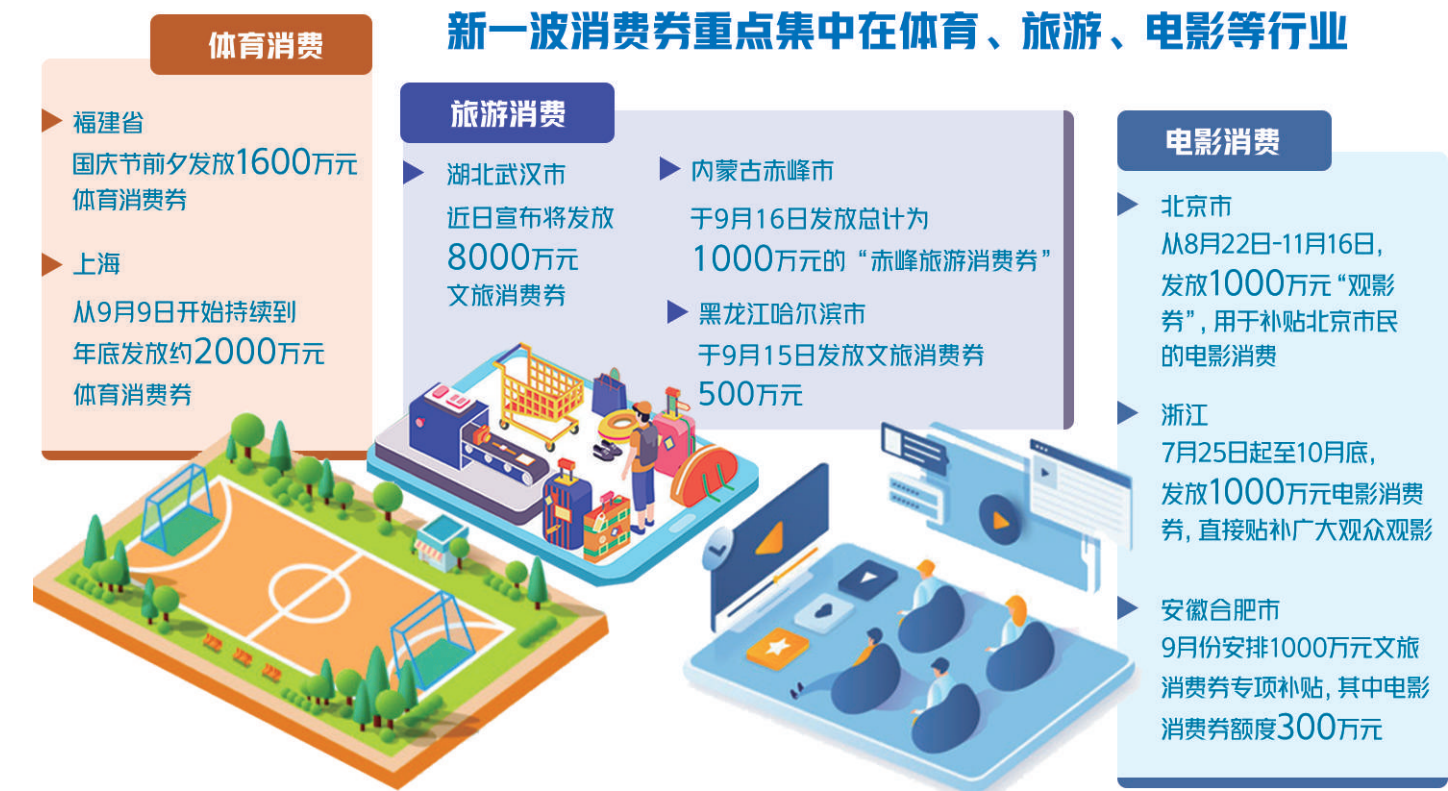 新一波消费券重点集中在体育、旅游、电影等行业
体育消费
福建省
国庆节前夕发放1600万元
体育消费券
上海
从9月9日开始持续到
年底发放约2000万元
体育消费券
旅游消费
湖北武汉市
近日宣布将发放
8000万元
文旅消费券
内蒙古赤峰市
于9月16日发放总计为
1000万元的“赤峰旅游消费券”
黑龙江哈尔滨市
于9月15日发放文旅消费券
500万元
电影消费
北京市
从8月22日-11月16日,
发放1000万元“观影
券”, 用于补贴北京市民
的电影消费
浙江
7月25日起至10月底,
发放1000万元电影消费
券, 直接贴补广大观众观影
安徽合肥市
9月份安排1000万元文旅
消费券专项补贴, 其中电影
消费券额度300万元